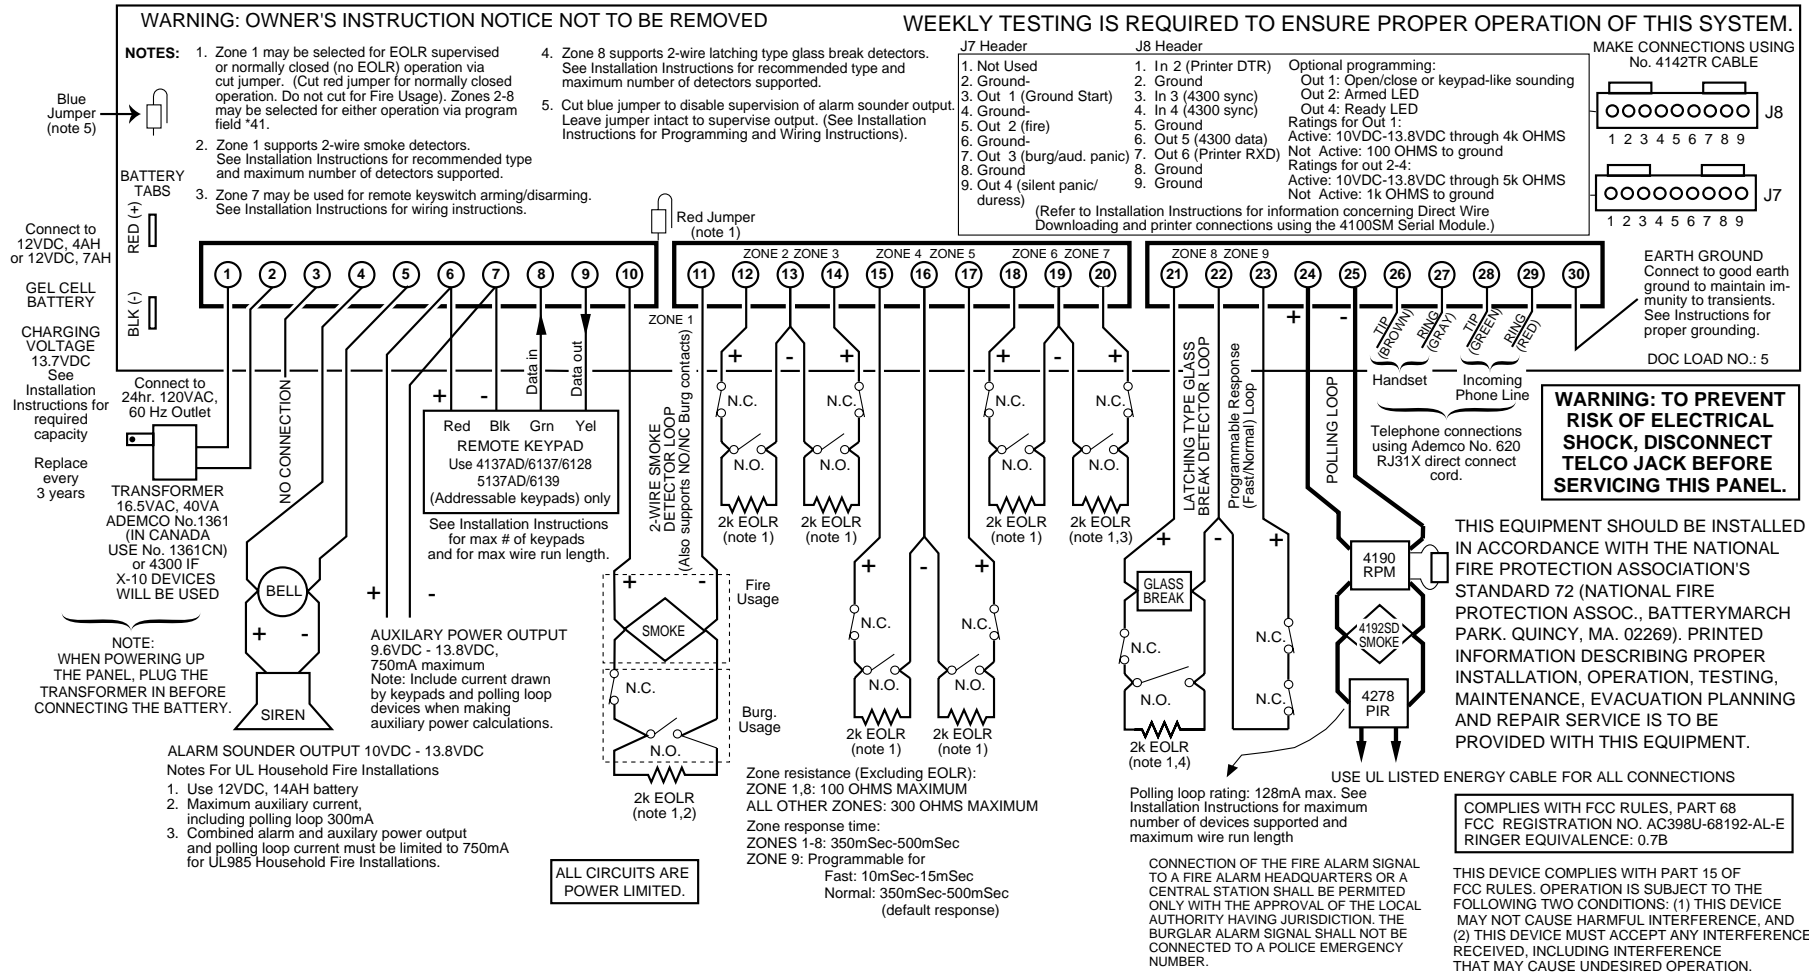 WARNING: OWNER'S INSTRUCTION NOTICE NOT TO BE REMOVED
WEEKLY TESTING IS REQUIRED TO ENSURE PROPER OPERATION OF THIS SYSTEM.
NOTES:
1. Zone 1 may be selected for EOLR supervised
or normally closed (no EOLR) operation via
cut jumper. (Cut red jumper for normally closed
operation. Do not cut for Fire Usage). Zones 2-8
may be selected for either operation via program
field *41.
2. Zone 1 supports 2-wire smoke detectors.
See Installation Instructions for recommended type
and maximum number of detectors supported.
3. Zone 7 may be used for remote keyswitch arming/disarming.
See Installation Instructions for wiring instructions.
4. Zone 8 supports 2-wire latching type glass break detectors.
See Installation Instructions for recommended type and
maximum number of detectors supported.
5. Cut blue jumper to disable supervision of alarm sounder output.
Leave jumper intact to supervise output. (See Installation
Instructions for Programming and Wiring Instructions).
J7 Header
1. Not Used
2. Ground-
3. Out 1 (Ground Start)
4. Ground-
5. Out 2 (fire)
6. Ground-
7. Out 3 (burg/aud. panic)
8. Ground
9. Out 4 (silent panic/
duress)
J8 Header
1. In 2 (Printer DTR)
2. Ground
3. In 3 (4300 sync)
4. In 4 (4300 sync)
5. Ground
6. Out 5 (4300 data)
7. Out 6 (Printer RXD)
8. Ground
9. Ground
Optional programming:
Out 1: Open/close or keypad-like sounding
Out 2: Armed LED
Out 4: Ready LED
Ratings for Out 1:
Active: 10VDC-13.8VDC through 4k OHMS
Not Active: 100 OHMS to ground
Ratings for out 2-4:
Active: 10VDC-13.8VDC through 5k OHMS
Not Active: 1k OHMS to ground
(Refer to Installation Instructions for information concerning Direct Wire
Downloading and printer connections using the 4100SM Serial Module.)
MAKE CONNECTIONS USING
No. 4142TR CABLE
J8
1 2 3 4 5 6 7 8 9
J7
1 2 3 4 5 6 7 8 9
Blue
Jumper
(note 5)
BATTERY
TABS
RED (+)
BLK (-)
Connect to
12VDC, 4AH
or 12VDC, 7AH
GEL CELL
BATTERY
CHARGING
VOLTAGE
13.7VDC
See
Installation
Instructions for
required
capacity
Replace
every
3 years
Red Jumper
(note 1)
1 2 3 4 5 6 7 8 9 10
ZONE 1
ZONE 2 ZONE 3 ZONE 4 ZONE 5 ZONE 6 ZONE 7
11 12 13 14 15 16 17 18 19 20
ZONE 8 ZONE 9
21 22 23 24 25 26 27 28 29 30
EARTH GROUND
Connect to good earth
ground to maintain im-
munity to transients.
See Instructions for
proper grounding.
DOC LOAD NO.: 5
Connect to
24hr. 120VAC,
60 Hz Outlet
TRANSFORMER
16.5VAC, 40VA
ADEMCO No.1361
(IN CANADA
USE No. 1361CN)
or 4300 IF
X-10 DEVICES
WILL BE USED
NOTE:
WHEN POWERING UP
THE PANEL, PLUG THE
TRANSFORMER IN BEFORE
CONNECTING THE BATTERY.
NO CONNECTION
BELL
+ -
SIREN
ALARM SOUNDER OUTPUT 10VDC - 13.8VDC
Notes For UL Household Fire Installations
1. Use 12VDC, 14AH battery
2. Maximum auxiliary current,
including polling loop 300mA
3. Combined alarm and auxilary power output
and polling loop current must be limited to 750mA
for UL985 Household Fire Installations.
+ -
Data in
Data out
Red Blk Grn Yel
REMOTE KEYPAD
Use 4137AD/6137/6128
5137AD/6139
(Addressable keypads) only
See Installation Instructions
for max # of keypads
and for max wire run length.
+ -
AUXILARY POWER OUTPUT
9.6VDC - 13.8VDC,
750mA maximum
Note: Include current drawn
by keypads and polling loop
devices when making
auxiliary power calculations.
2-WIRE SMOKE
DETECTOR LOOP
(Also supports NO/NC Burg contacts)
+ -
SMOKE
Fire
Usage
N.C.
N.O.
Burg.
Usage
2k EOLR
(note 1,2)
ALL CIRCUITS ARE
POWER LIMITED.
+ - +
N.C. N.C.
N.O. N.O.
2k EOLR
(note 1)
2k EOLR
(note 1)
+ - +
N.C. N.C.
N.O. N.O.
2k EOLR
(note 1)
2k EOLR
(note 1)
+ - +
N.C. N.C.
N.O. N.O.
2k EOLR
(note 1)
2k EOLR
(note 1,3)
Zone resistance (Excluding EOLR):
ZONE 1,8: 100 OHMS MAXIMUM
ALL OTHER ZONES: 300 OHMS MAXIMUM
Zone response time:
ZONES 1-8: 350mSec-500mSec
ZONE 9: Programmable for
Fast: 10mSec-15mSec
Normal: 350mSec-500mSec
(default response)
LATCHING TYPE GLASS
BREAK DETECTOR LOOP
Programmable Response
(Fast/Normal) Loop
+ - +
GLASS
BREAK
N.C.
N.O.
N.C.
N.C.
2k EOLR
(note 1,4)
+ -
POLLING LOOP
4190
RPM
4192SD
SMOKE
4278
PIR
Polling loop rating: 128mA max. See
Installation Instructions for maximum
number of devices supported and
maximum wire run length
TIP
(BROWN)
RING
(GRAY)
TIP
(GREEN)
RING
(RED)
Handset
Incoming
Phone Line
Telephone connections
using Ademco No. 620
RJ31X direct connect
cord.
WARNING: TO PREVENT
RISK OF ELECTRICAL
SHOCK, DISCONNECT
TELCO JACK BEFORE
SERVICING THIS PANEL.
THIS EQUIPMENT SHOULD BE INSTALLED
IN ACCORDANCE WITH THE NATIONAL
FIRE PROTECTION ASSOCIATION'S
STANDARD 72 (NATIONAL FIRE
PROTECTION ASSOC., BATTERYMARCH
PARK. QUINCY, MA. 02269). PRINTED
INFORMATION DESCRIBING PROPER
INSTALLATION, OPERATION, TESTING,
MAINTENANCE, EVACUATION PLANNING
AND REPAIR SERVICE IS TO BE
PROVIDED WITH THIS EQUIPMENT.
USE UL LISTED ENERGY CABLE FOR ALL CONNECTIONS
COMPLIES WITH FCC RULES, PART 68
FCC REGISTRATION NO. AC398U-68192-AL-E
RINGER EQUIVALENCE: 0.7B
CONNECTION OF THE FIRE ALARM SIGNAL
TO A FIRE ALARM HEADQUARTERS OR A
CENTRAL STATION SHALL BE PERMITTED
ONLY WITH THE APPROVAL OF THE LOCAL
AUTHORITY HAVING JURISDICTION. THE
BURGLAR ALARM SIGNAL SHALL NOT BE
CONNECTED TO A POLICE EMERGENCY
NUMBER.
THIS DEVICE COMPLIES WITH PART 15 OF
FCC RULES. OPERATION IS SUBJECT TO THE
FOLLOWING TWO CONDITIONS: (1) THIS DEVICE
MAY NOT CAUSE HARMFUL INTERFERENCE, AND
(2) THIS DEVICE MUST ACCEPT ANY INTERFERENCE
RECEIVED, INCLUDING INTERFERENCE
THAT MAY CAUSE UNDESIRED OPERATION.